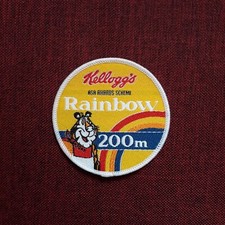 Kellogg's
ASA AWARDS SCHEME
Rainbow
200m